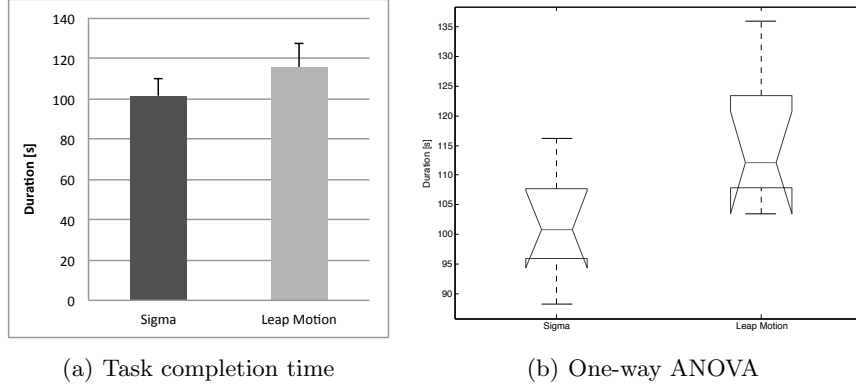 140
120
100
80
60
40
20
0
Duration [s]
Sigma
Leap Motion
(a) Task completion time
135
130
125
120
115
110
105
100
95
90
Duration [s]
Sigma
Leap Motion
(b) One-way ANOVA